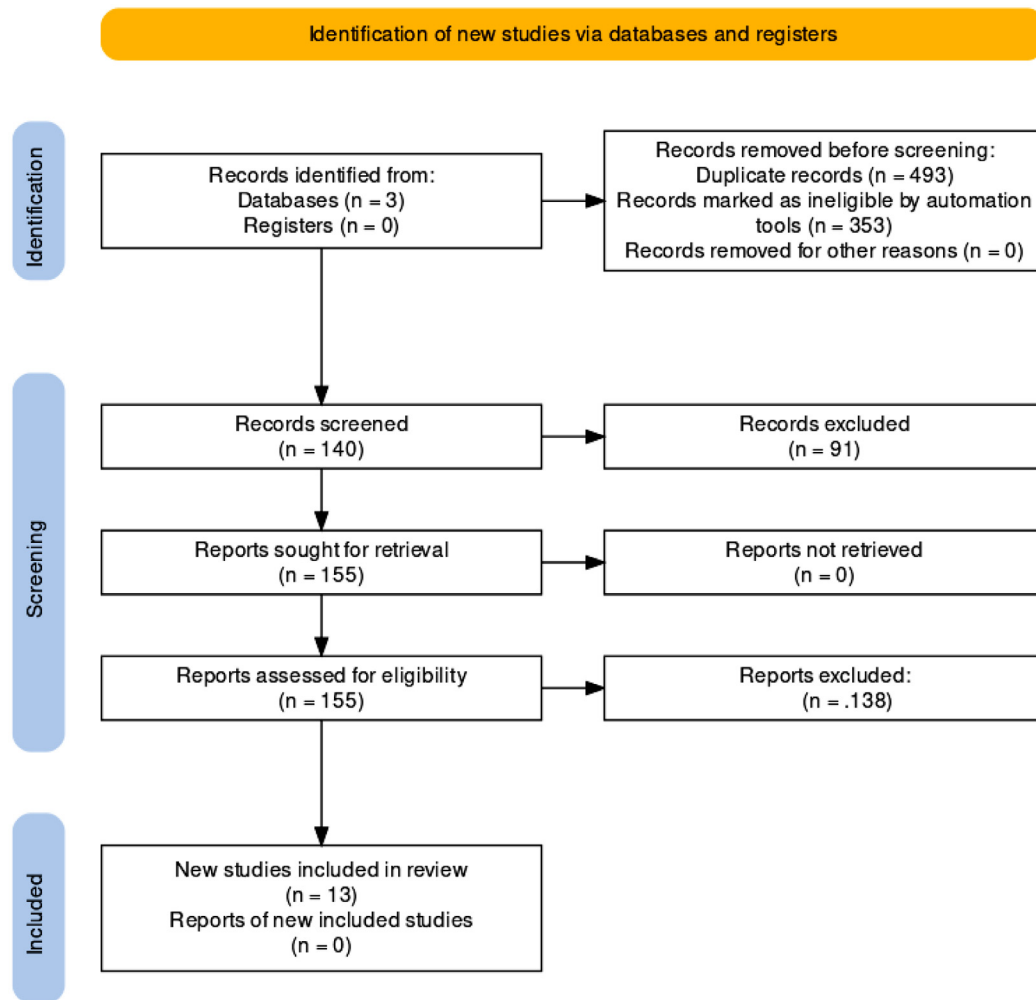 Identification of new studies via databases and registers
Identification
Records identified from:
Databases (n = 3)
Registers (n = 0)
Records removed before screening:
Duplicate records (n = 493)
Records marked as ineligible by automation
tools (n = 353)
Records removed for other reasons (n = 0)
Screening
Records screened
(n = 140)
Records excluded
(n = 91)
Reports sought for retrieval
(n = 155)
Reports not retrieved
(n = 0)
Reports assessed for eligibility
(n = 155)
Reports excluded:
(n = .138)
Included
New studies included in review
(n = 13)
Reports of new included studies
(n = 0)